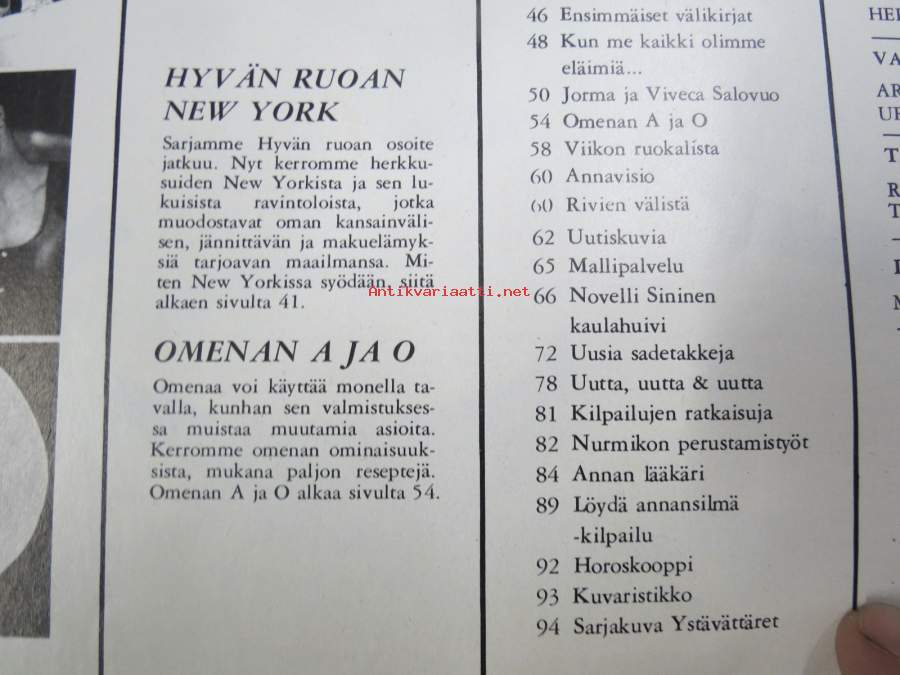 HYVÄN RUOAN
NEW YORK
Sarjamme Hyvän ruoan osoite
jatkuu. Nyt kerromme herkku-
suiden New Yorkista ja sen lu-
kuisista ravintoloista, jotka
muodostavat oman kansainväli-
sen, jännittävän ja makuelämyk-
siä tarjoavan maailmansa. Mi-
ten New Yorkissa syödään, siitä
alkaen sivulta 41.
OMENAN A JA O
Omenaa voi käyttää monella ta-
valla, kunhan sen valmistukses-
sa muistaa muutamia asioita.
Kerromme omenan ominaisuuk-
sista, mukana paljon reseptejä.
Omenan A ja O alkaa sivulta 54.
46 Ensimmäiset välikirjat
48 Kun me kaikki olimme
eläimiä...
50 Jorma ja Viveca Salovuo
54 Omenan A ja O
58 Viikon ruokalista
60 Annavisio
60 Rivien välistä
62 Uutiskuvia
65 Mallipalvelu
66 Novelli Sininen
kaulahuivi
72 Uusia sadetakkeja
78 Uutta, uutta & uutta
81 Kilpailujen ratkaisuja
82 Nurmikon perustamistyöt
84 Annan lääkäri
89 Löydä annansilmä
-kilpailu
92 Horoskooppi
93 Kuvaristikko
94 Sarjakuva Ystävättäret
Antikvariaatti.net